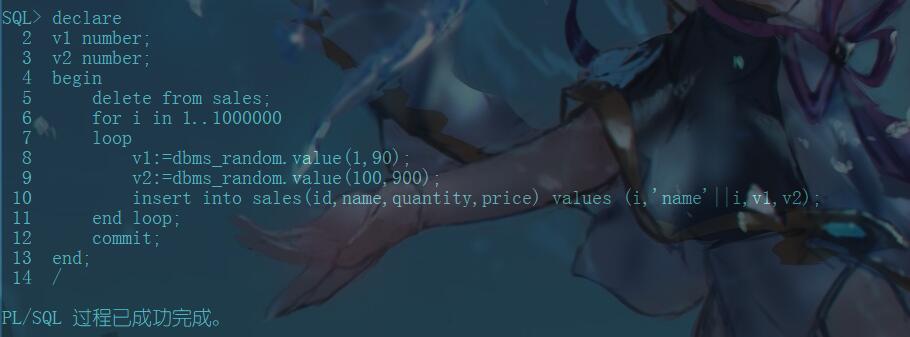 SQL> declare
  2  v1 number;
  3  v2 number;
  4  begin
  5      delete from sales;
  6      for i in 1..1000000
  7      loop
  8          v1:=dbms_random.value(1,90);
  9          v2:=dbms_random.value(100,900);
 10          insert into sales(id,name,quantity,price) values (i,'name'||i,v1,v2);
 11      end loop;
 12      commit;
 13  end;
 14  /
PL/SQL 过程已成功完成。